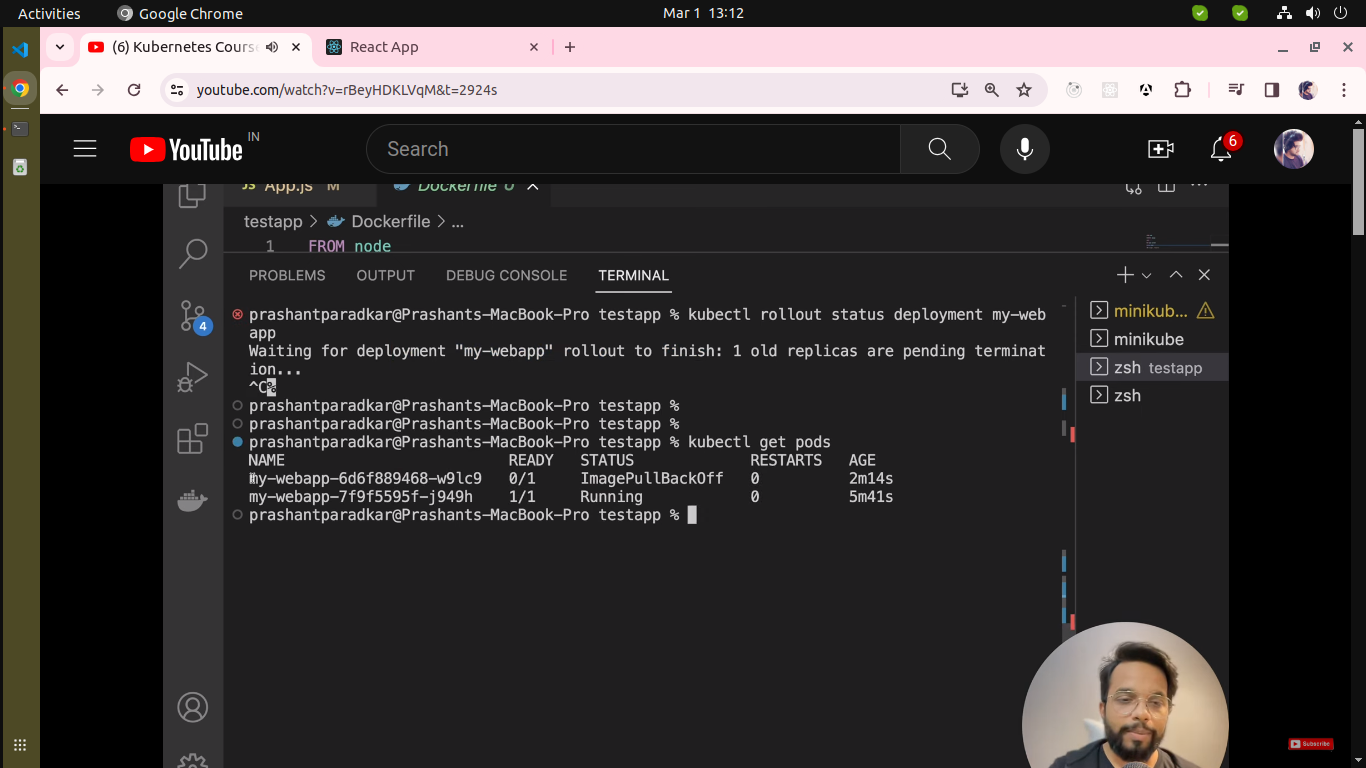 Activities Google Chrome Mar 1 13:12
(6) Kubernetes Course React App
youtube.com/watch?v=rBeyHDKLVqM&t=2924s
YouTube IN Search 6
JS App.js M Dockerfile U
testapp > Dockerfile > ...
1 FROM node
PROBLEMS OUTPUT DEBUG CONSOLE TERMINAL
prashantparadkar@Prashants-MacBook-Pro testapp % kubectl rollout status deployment my-web
app
Waiting for deployment "my-webapp" rollout to finish: 1 old replicas are pending terminat
ion...
^C%
prashantparadkar@Prashants-MacBook-Pro testapp %
prashantparadkar@Prashants-MacBook-Pro testapp %
prashantparadkar@Prashants-MacBook-Pro testapp % kubectl get pods
NAME READY STATUS RESTARTS AGE
my-webapp-6d6f889468-w9lc9 0/1 ImagePullBackOff 0 2m14s
my-webapp-7f9f5595f-j949h 1/1 Running 0 5m41s
prashantparadkar@Prashants-MacBook-Pro testapp %
minikub...
minikube
zsh testapp
zsh
4
Subscribe